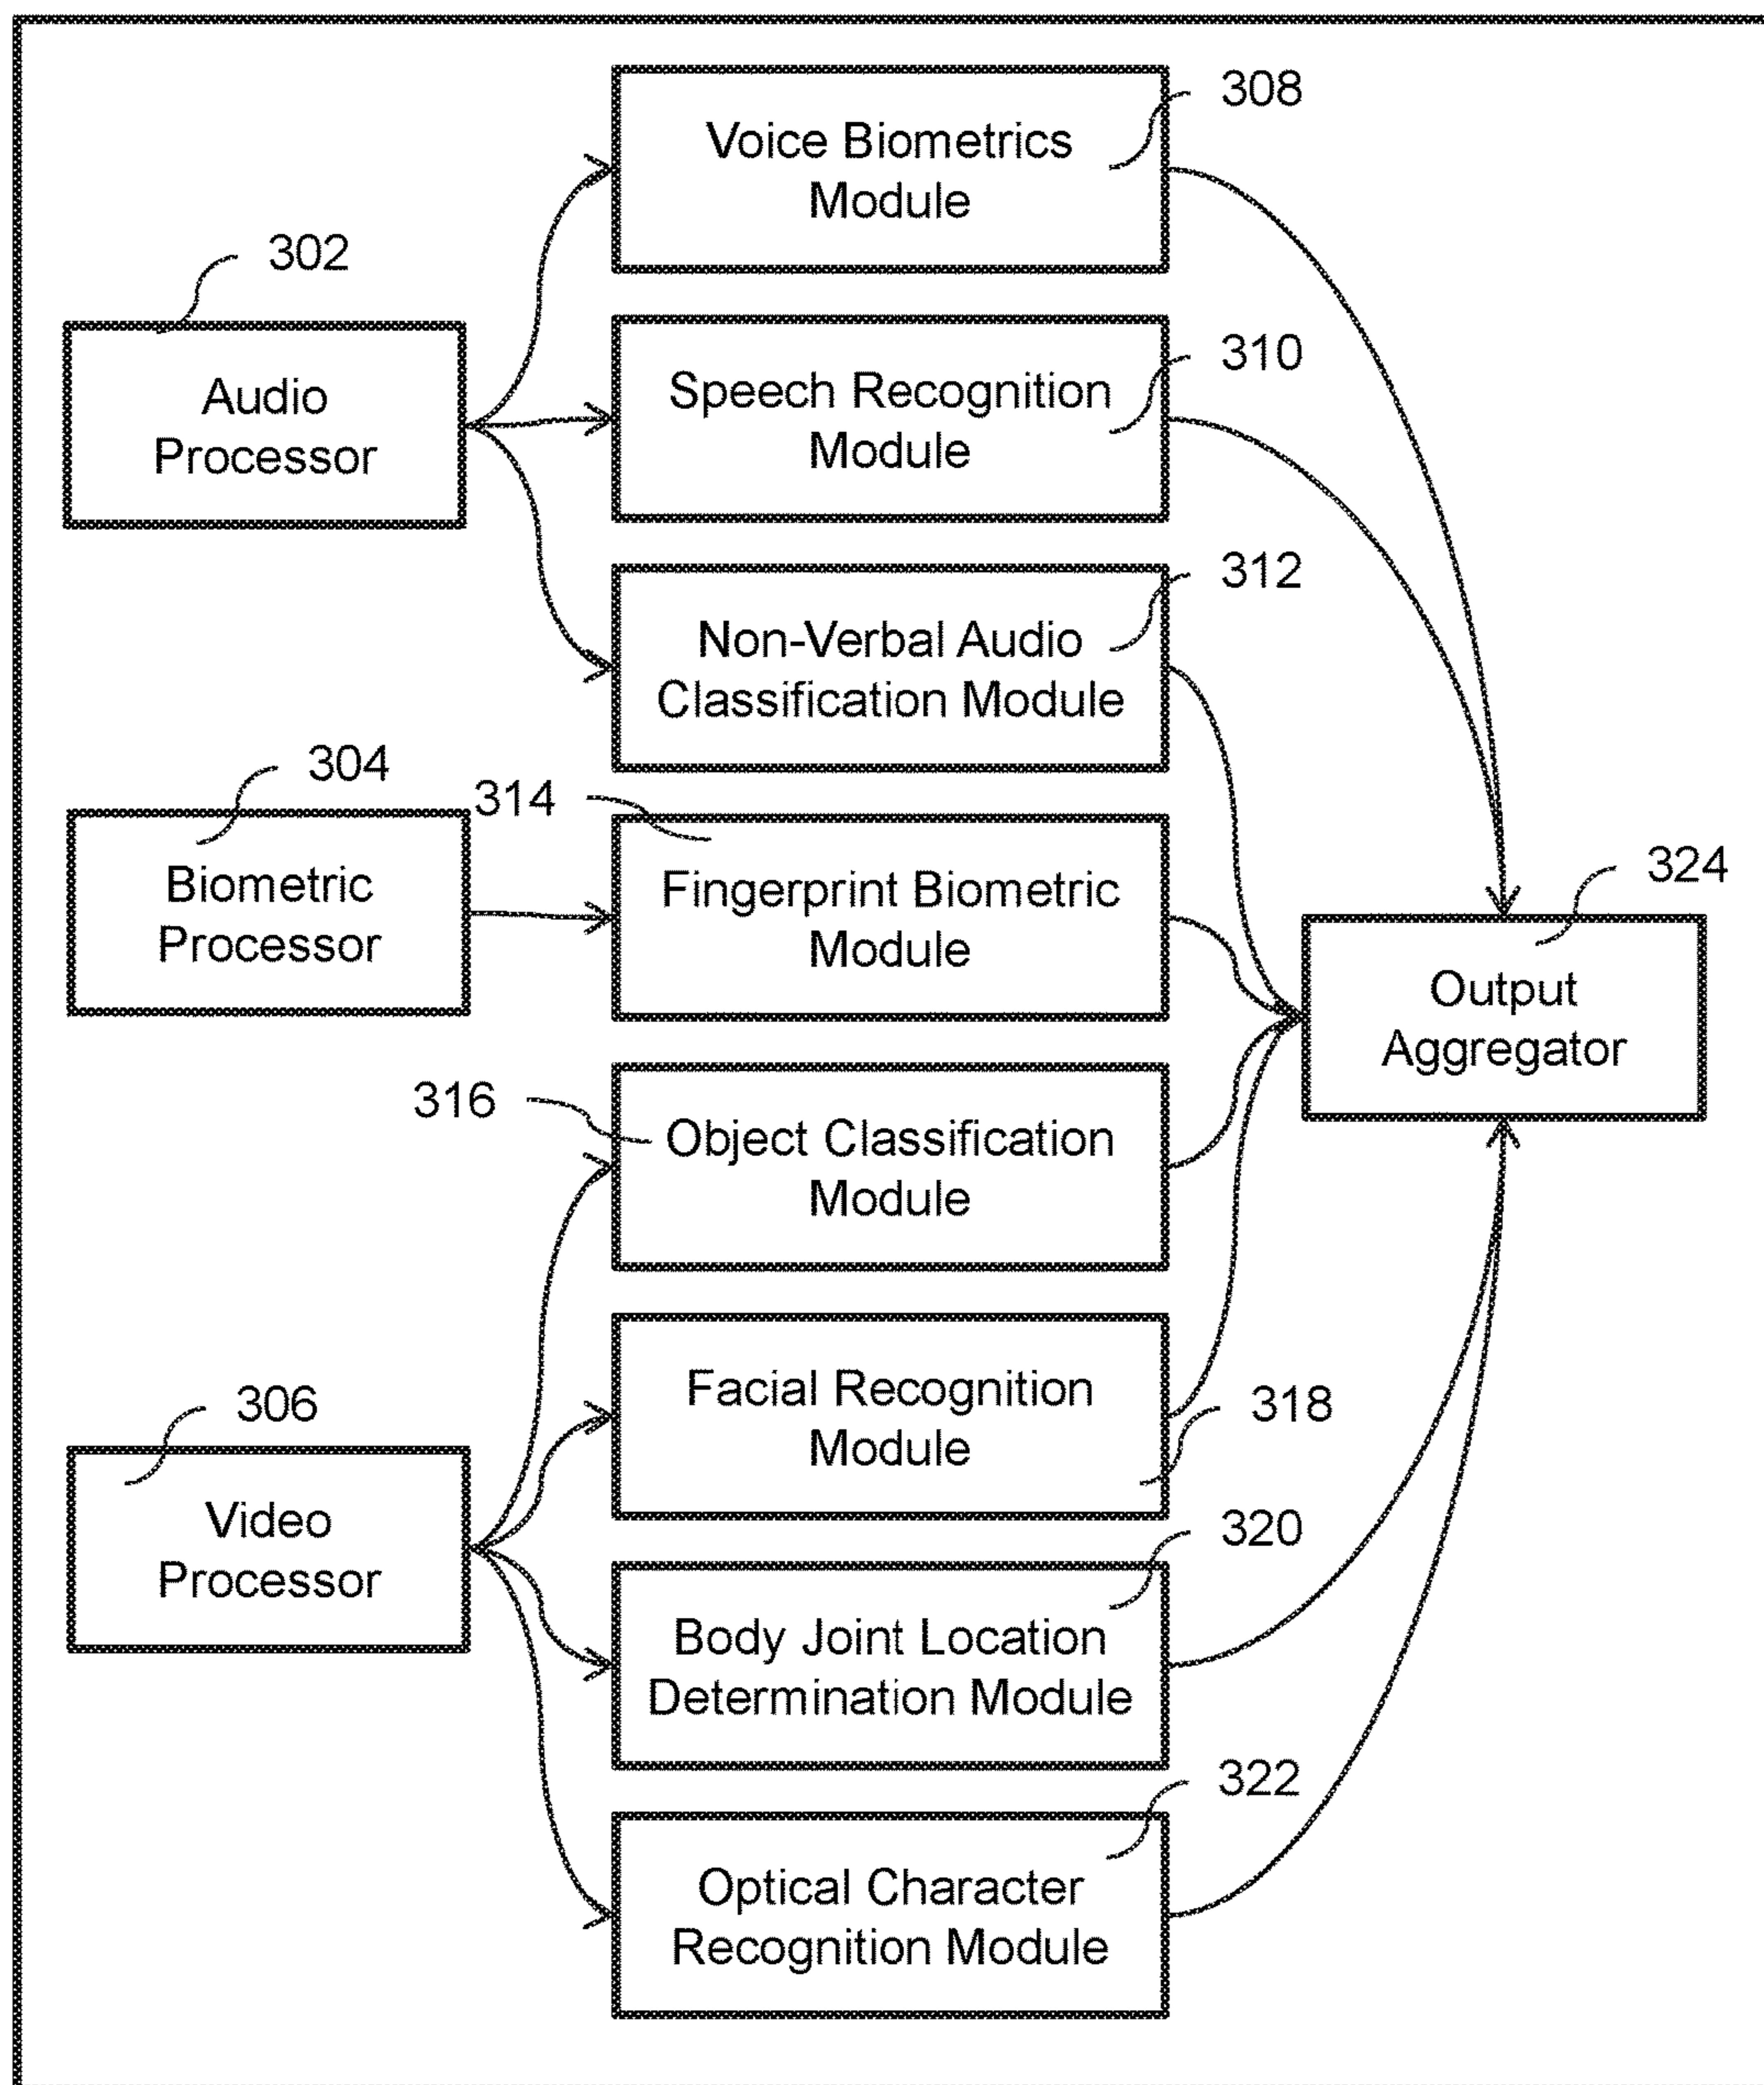 308
Voice Biometrics
Module
302
Audio
Processor
310
Speech Recognition
Module
312
Non-Verbal Audio
Classification Module
304
Biometric
Processor
314
Fingerprint Biometric
Module
324
Output
Aggregator
316
Object Classification
Module
306
Video
Processor
Facial Recognition
Module
318
320
Body Joint Location
Determination Module
322
Optical Character
Recognition Module